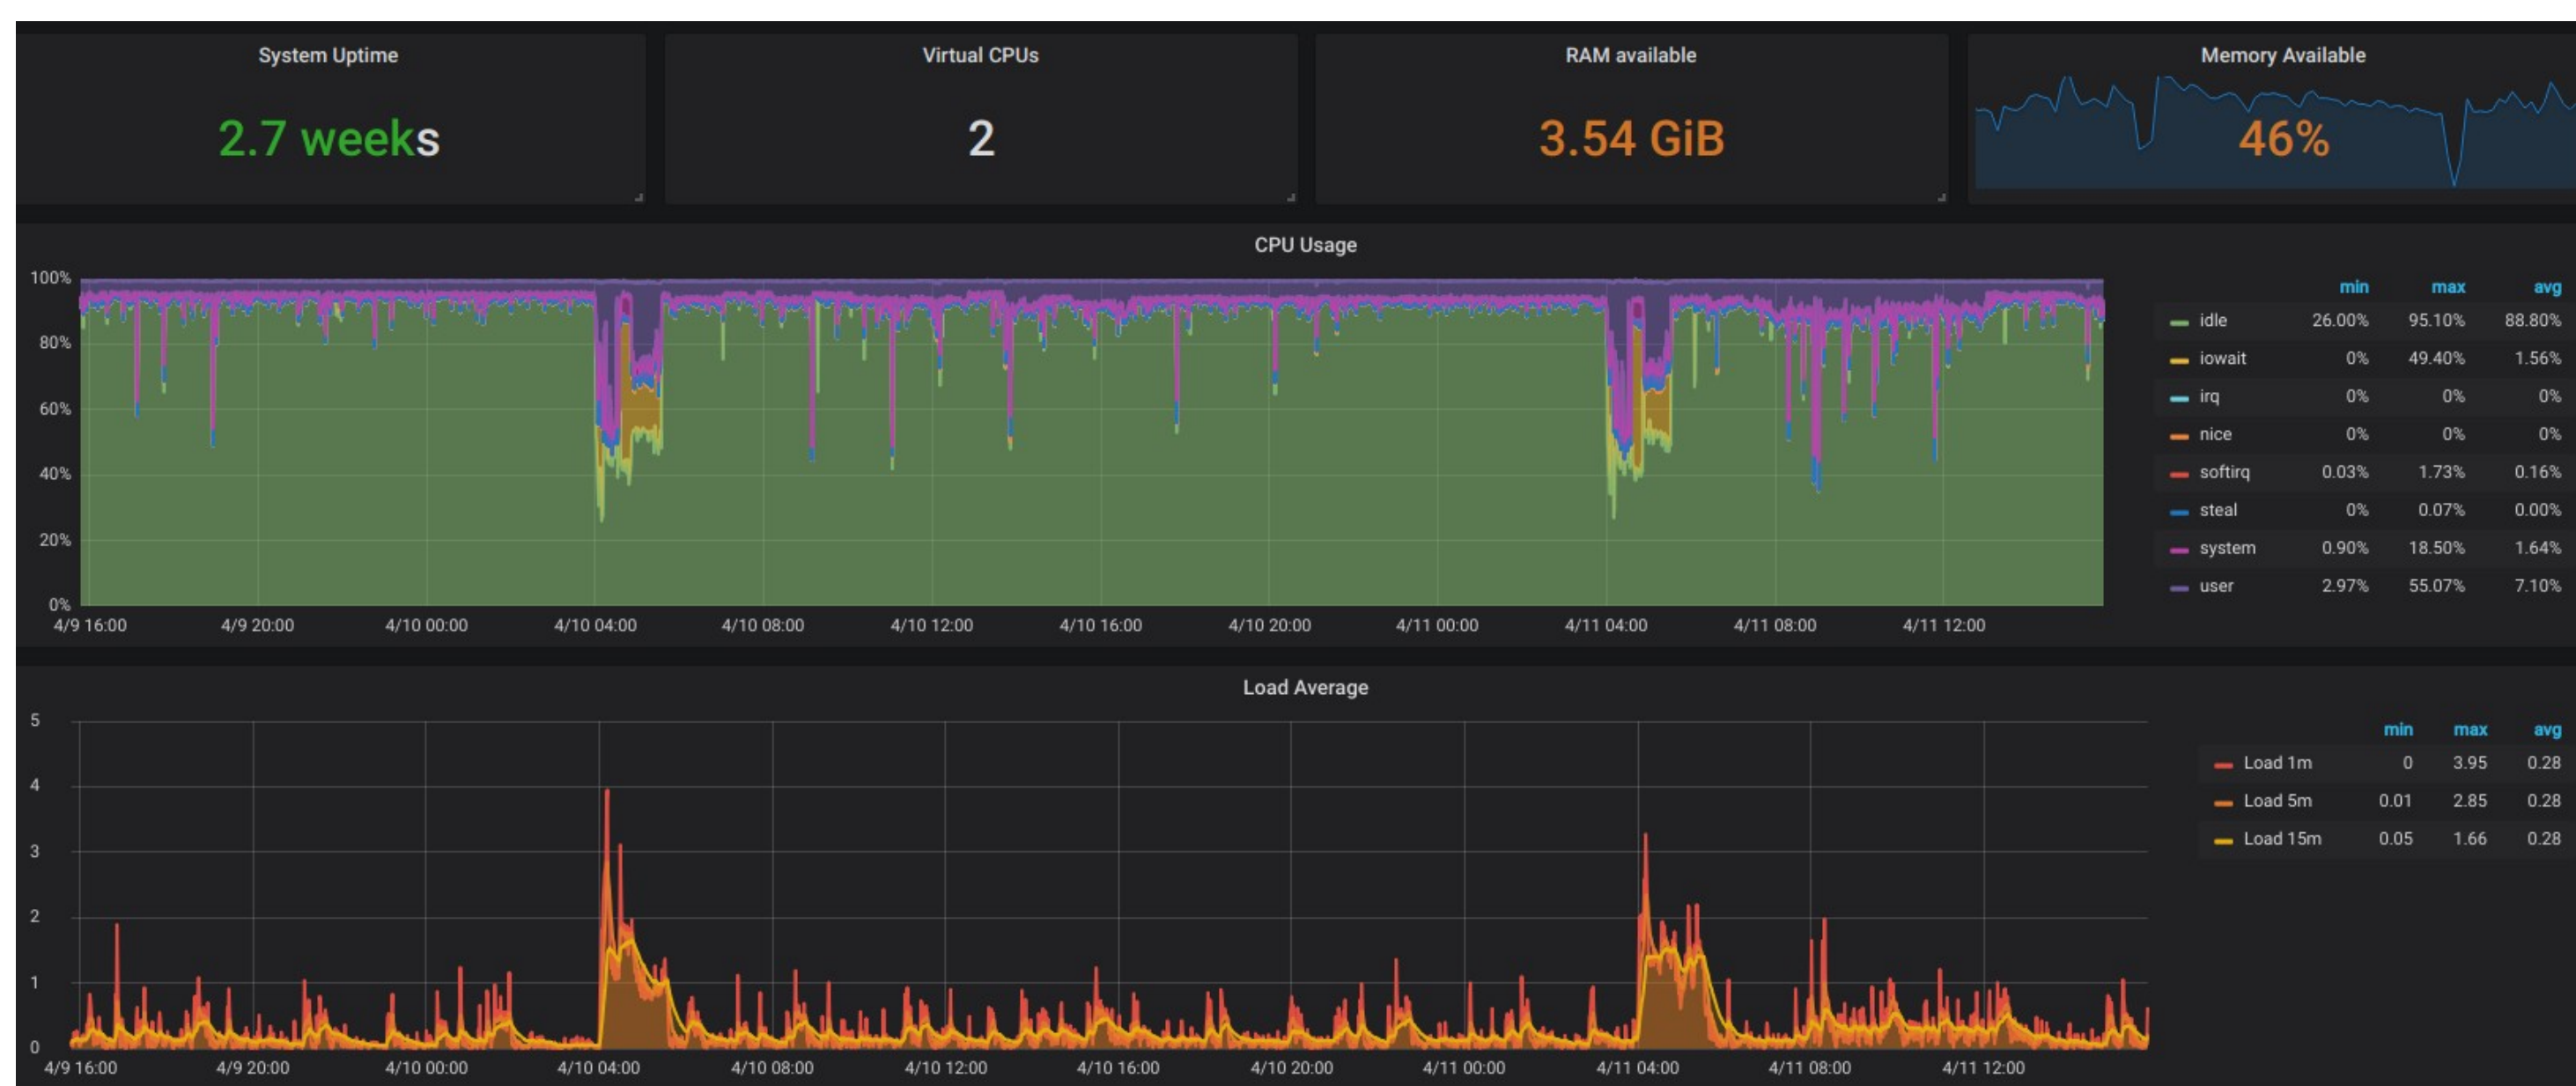 System Uptime
2.7 weeks
Virtual CPUs
2
RAM available
3.54 GiB
Memory Available
46%
CPU Usage
100%
80%
60%
40%
20%
0%
4/9 16:00 4/9 20:00 4/10 00:00 4/10 04:00 4/10 08:00 4/10 12:00 4/10 16:00 4/10 20:00 4/11 00:00 4/11 04:00 4/11 08:00 4/11 12:00
min max avg
idle 26.00% 95.10% 88.80%
iowait 0% 49.40% 1.56%
irq 0% 0% 0%
nice 0% 0% 0%
softirq 0.03% 1.73% 0.16%
steal 0% 0.07% 0.00%
system 0.90% 18.50% 1.64%
user 2.97% 55.07% 7.10%
Load Average
5
4
3
2
1
0
4/9 16:00 4/9 20:00 4/10 00:00 4/10 04:00 4/10 08:00 4/10 12:00 4/10 16:00 4/10 20:00 4/11 00:00 4/11 04:00 4/11 08:00 4/11 12:00
min max avg
Load 1m 0 3.95 0.28
Load 5m 0.01 2.85 0.28
Load 15m 0.05 1.66 0.28